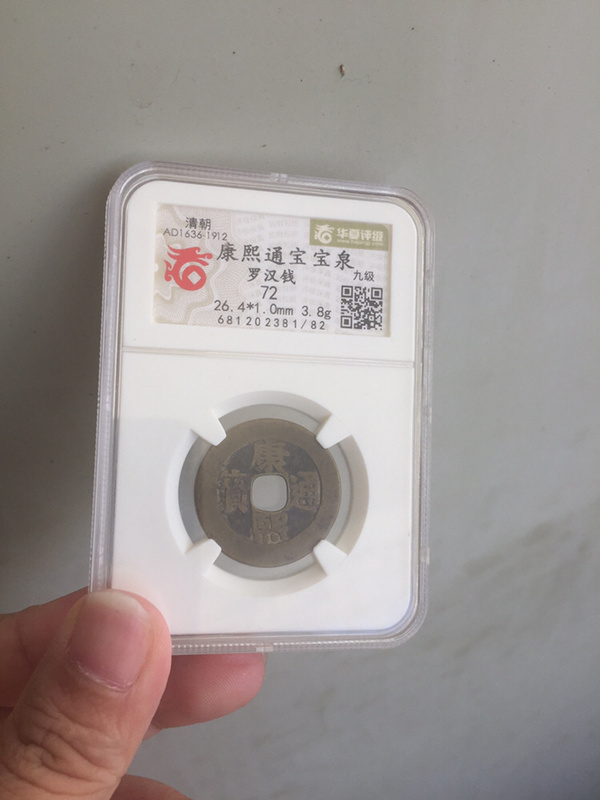 清朝
AD1636-1912
华夏评级
康熙通宝宝泉
罗汉钱
九级
72
26.4*1.0mm 3.8g
681202381/82
康
寳 通
熙